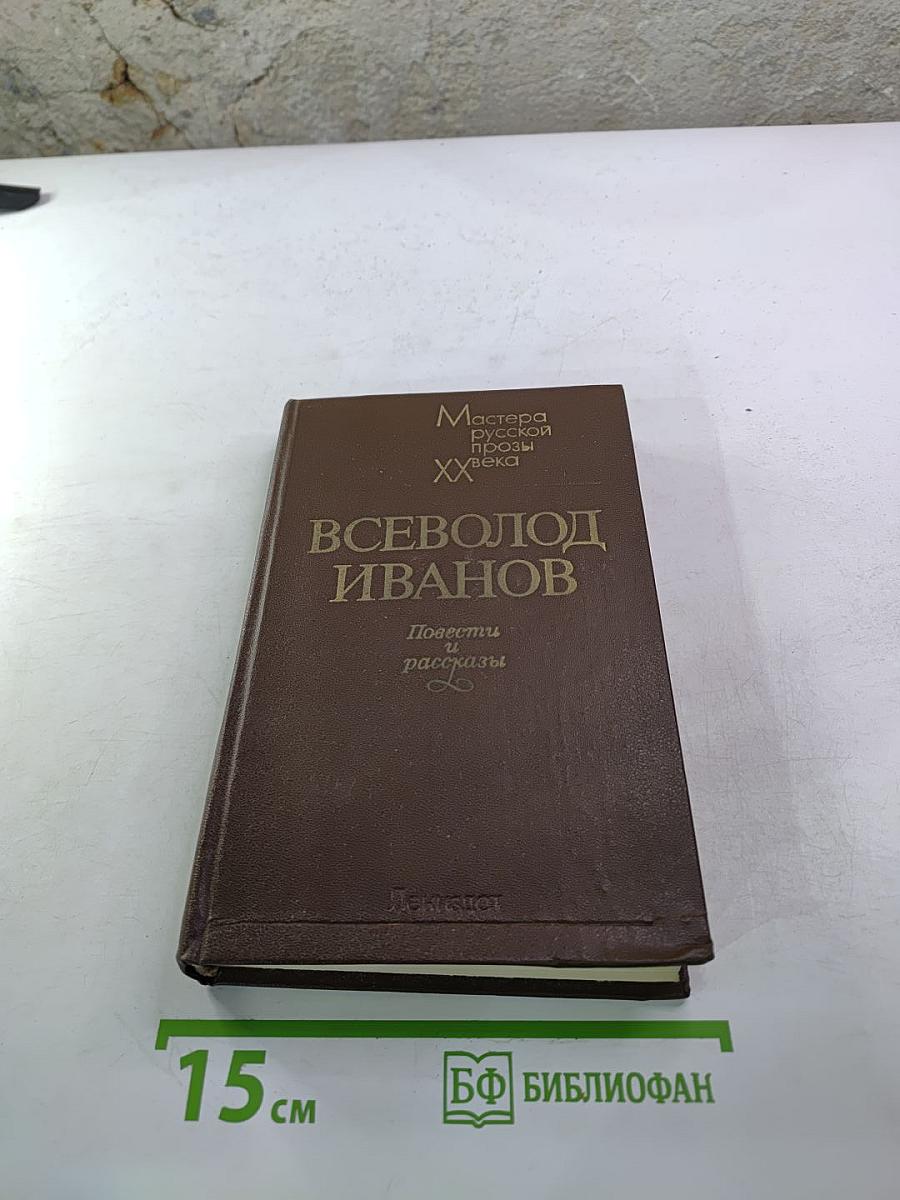 Мастера
русской
прозы
XX века
ВСЕВОЛОД
ИВАНОВ
Повести
и
рассказы
Лениздат
15 см
БФ БИБЛИОФАН